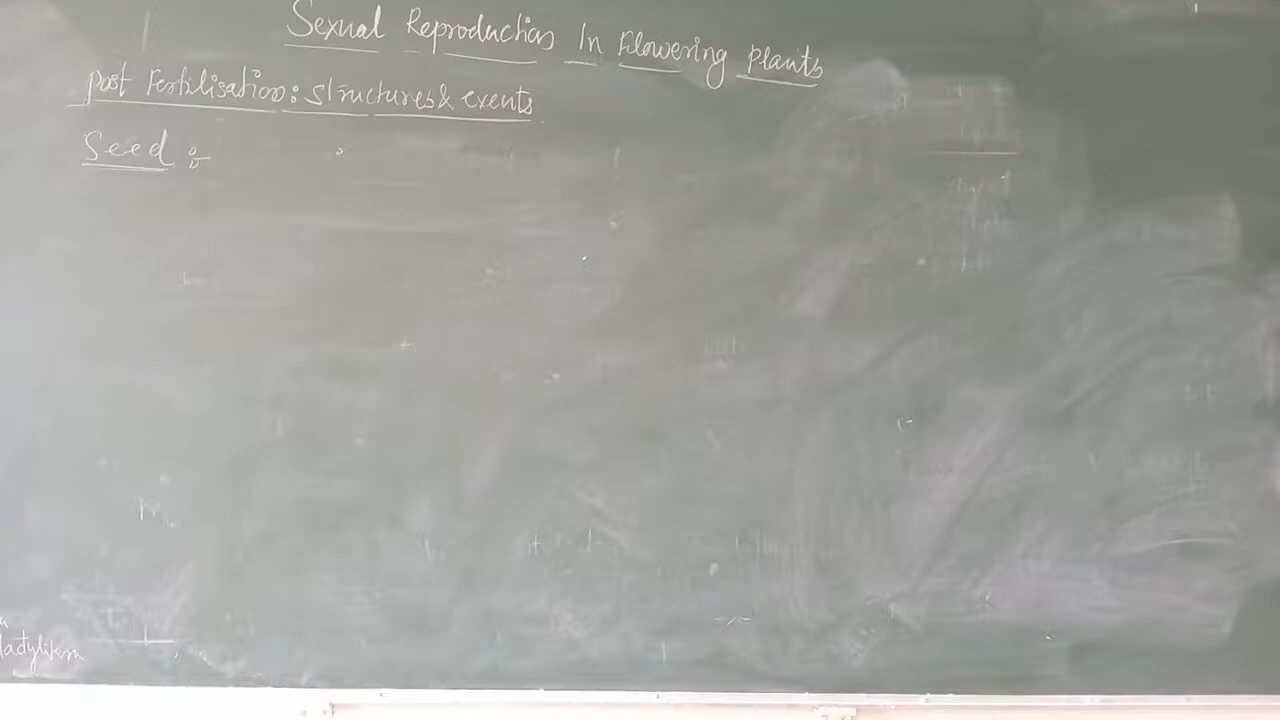 Sexual Reproduction In Flowering Plants
Post Fertilisation: Structures & events
Seed :-